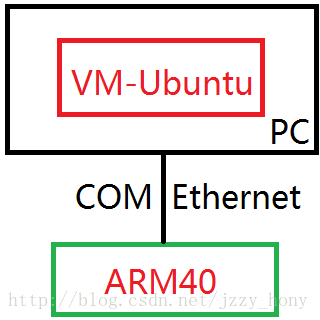 VM-Ubuntu
PC
COM Ethernet
ARM40
http://blog.csdn.net/jzzy_hony